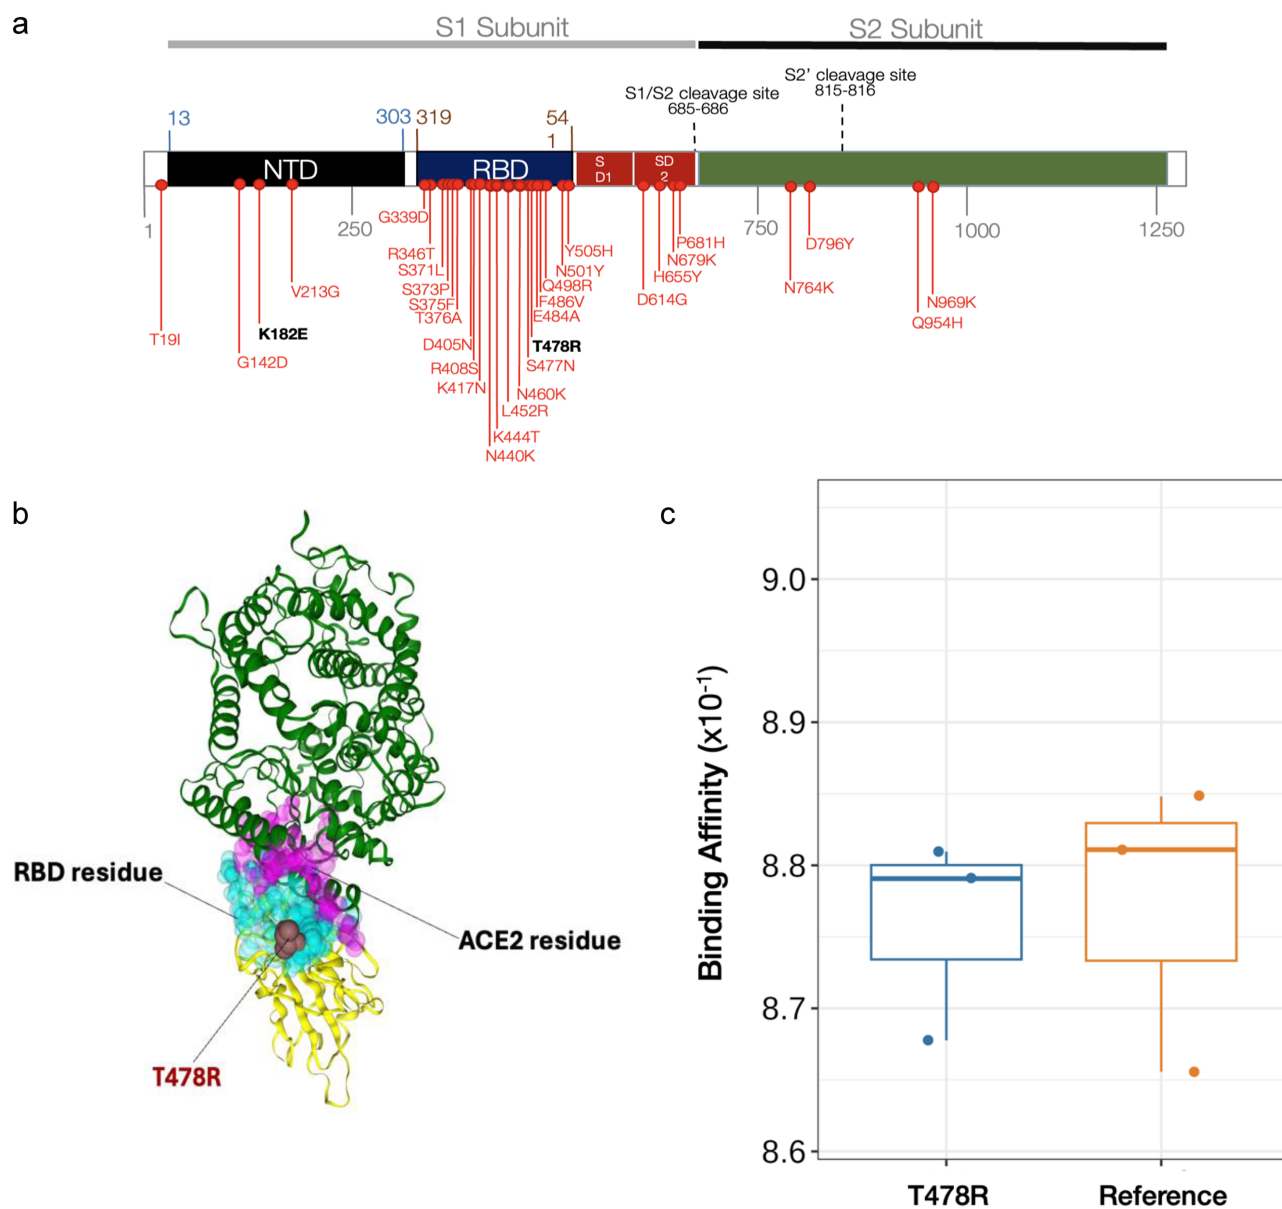 a
S1 Subunit
S2 Subunit
S2' cleavage site
815-816
S1/S2 cleavage site
685-686
13
303
319
54
1
NTD
RBD
S
D1
SD
2
1
250
750
1000
1250
G339D
R346T
S371L
S373P
S375F
T376A
D405N
R408S
K417N
N440K
K444T
L452R
N460K
S477N
T478R
E484A
F486V
Q498R
N501Y
Y505H
T19I
G142D
K182E
V213G
D614G
H655Y
N679K
P681H
N764K
D796Y
Q954H
N969K
b
RBD residue
ACE2 residue
T478R
c
Binding Affinity (x10⁻¹)
9.0
8.9
8.8
8.7
8.6
T478R
Reference